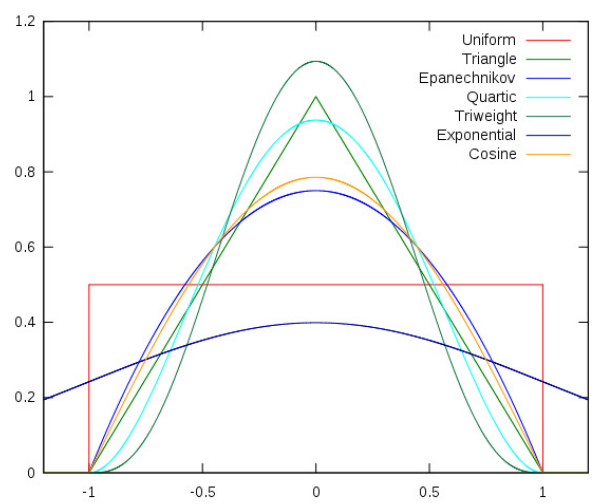 1.2
1
0.8
0.6
0.4
0.2
0
-1
-0.5
0
0.5
1
Uniform
Triangle
Epanechnikov
Quartic
Triweight
Exponential
Cosine